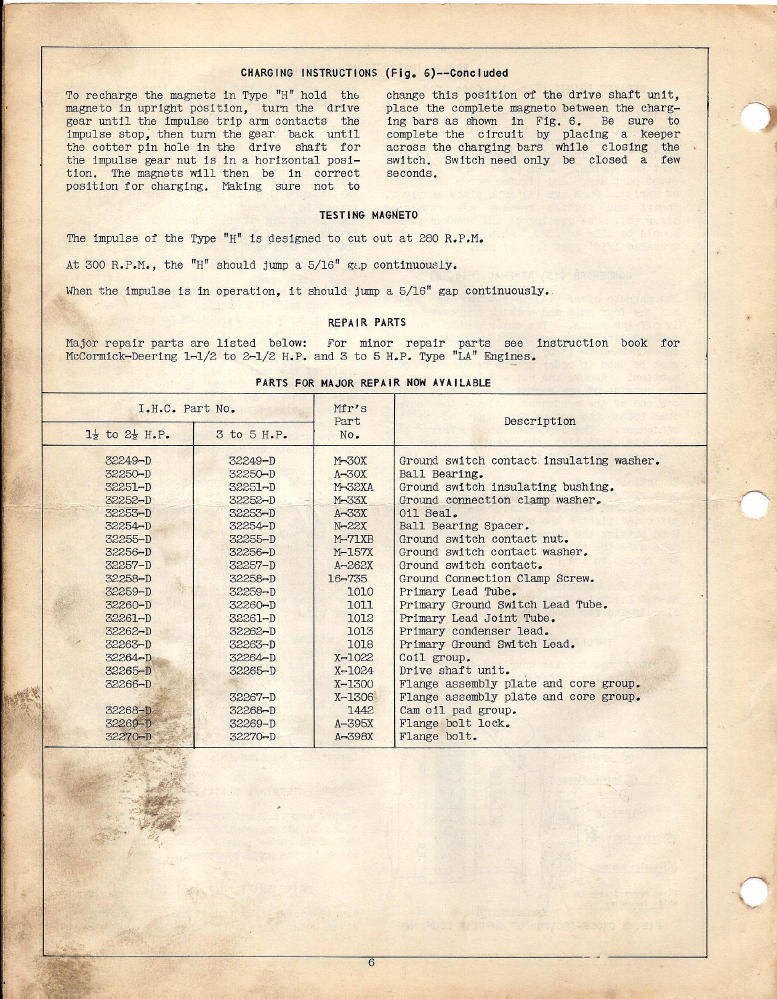 CHARGING INSTRUCTIONS (Fig. 6)--Concluded
To recharge the magnets in Type "H" hold the
magneto in upright position, turn the drive
gear until the impulse trip arm contacts the
impulse stop, then turn the gear back until
the cotter pin hole in the drive shaft for
the impulse gear nut is in a horizontal posi-
tion. The magnets will then be in correct
position for charging. Making sure not to
change this position of the drive shaft unit,
place the complete magneto between the charg-
ing bars as shown in Fig. 6. Be sure to
complete the circuit by placing a keeper
across the charging bars while closing the
switch. Switch need only be closed a few
seconds.
TESTING MAGNETO
The impulse of the Type "H" is designed to cut out at 280 R.P.M.
At 300 R.P.M., the "H" should jump a 5/16" gap continuously.
When the impulse is in operation, it should jump a 5/16" gap continuously.
REPAIR PARTS
Major repair parts are listed below: For minor repair parts see instruction book for
McCormick-Deering 1-1/2 to 2-1/2 H.P. and 3 to 5 H.P. Type "LA" Engines.
PARTS FOR MAJOR REPAIR NOW AVAILABLE
I.H.C. Part No. Mfr's Part No. Description
1½ to 2½ H.P. 3 to 5 H.P.
32249-D 32249-D M-30X Ground switch contact insulating washer.
32250-D 32250-D A-30X Ball Bearing.
32251-D 32251-D M-32XA Ground switch insulating bushing.
32252-D 32252-D M-33X Ground connection clamp washer.
32253-D 32253-D A-33X Oil Seal.
32254-D 32254-D N-22X Ball Bearing Spacer.
32255-D 32255-D M-71XB Ground switch contact nut.
32256-D 32256-D M-157X Ground switch contact washer.
32257-D 32257-D A-262X Ground switch contact.
32258-D 32258-D 16-735 Ground Connection Clamp Screw.
32259-D 32259-D 1010 Primary Lead Tube.
32260-D 32260-D 1011 Primary Ground Switch Lead Tube.
32261-D 32261-D 1012 Primary Lead Joint Tube.
32262-D 32262-D 1013 Primary condenser lead.
32263-D 32263-D 1018 Primary Ground Switch Lead.
32264-D 32264-D X-1022 Coil group.
32265-D 32265-D X-1024 Drive shaft unit.
32266-D X-1300 Flange assembly plate and core group.
32267-D X-1306 Flange assembly plate and core group.
32268-D 32268-D 1442 Cam oil pad group.
32269-D 32269-D A-395X Flange bolt lock.
32270-D 32270-D A-398X Flange bolt.
6